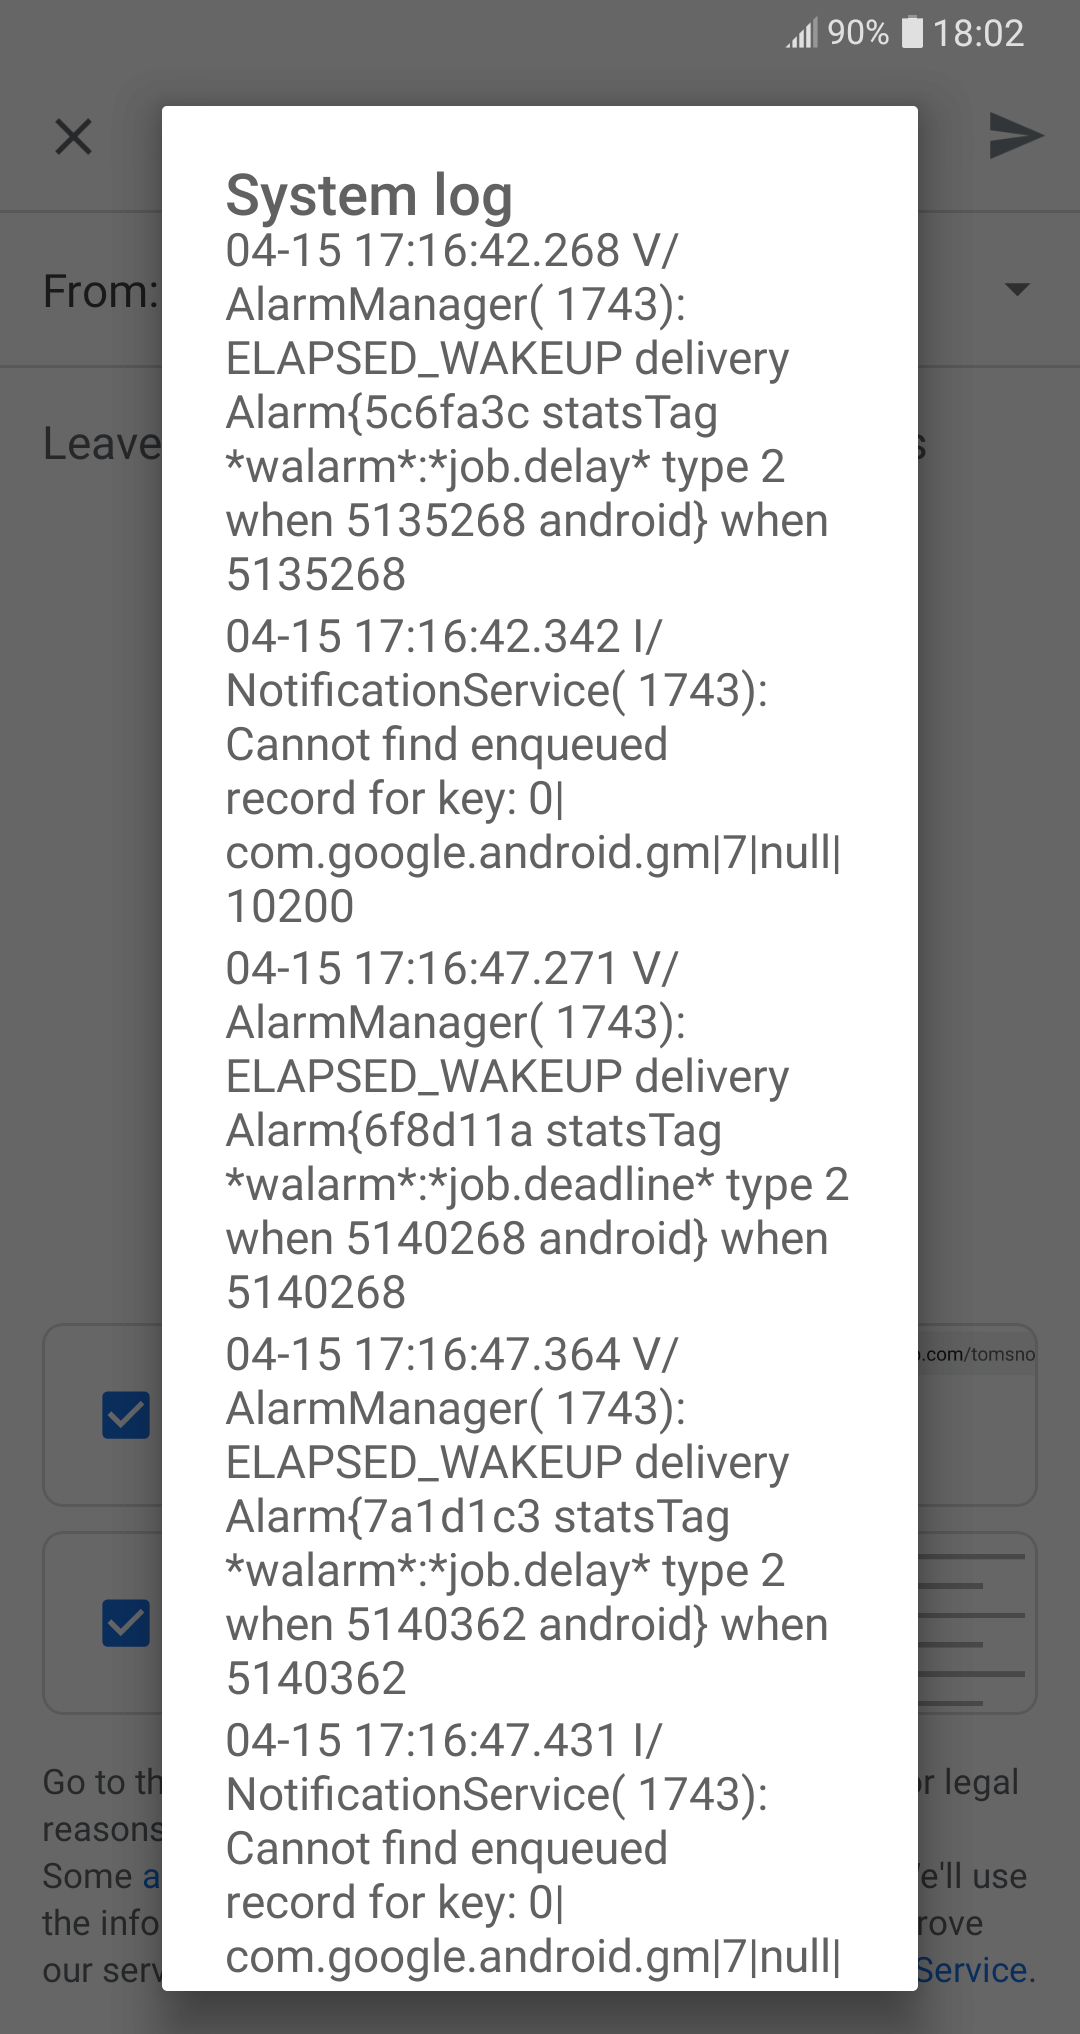 90% 18:02
System log
04-15 17:16:42.268 V/
AlarmManager( 1743):
ELAPSED_WAKEUP delivery
Alarm{5c6fa3c statsTag
*walarm*:*job.delay* type 2
when 5135268 android} when
5135268
04-15 17:16:42.342 I/
NotificationService( 1743):
Cannot find enqueued
record for key: 0|
com.google.android.gm|7|null|
10200
04-15 17:16:47.271 V/
AlarmManager( 1743):
ELAPSED_WAKEUP delivery
Alarm{6f8d11a statsTag
*walarm*:*job.deadline* type 2
when 5140268 android} when
5140268
04-15 17:16:47.364 V/
AlarmManager( 1743):
ELAPSED_WAKEUP delivery
Alarm{7a1d1c3 statsTag
*walarm*:*job.delay* type 2
when 5140362 android} when
5140362
04-15 17:16:47.431 I/
NotificationService( 1743):
Cannot find enqueued
record for key: 0|
com.google.android.gm|7|null|
From:
Leave
.com/tomsno
Go to th
r legal
reasons
Some a
e'll use
the info
rove
our serv
Service.